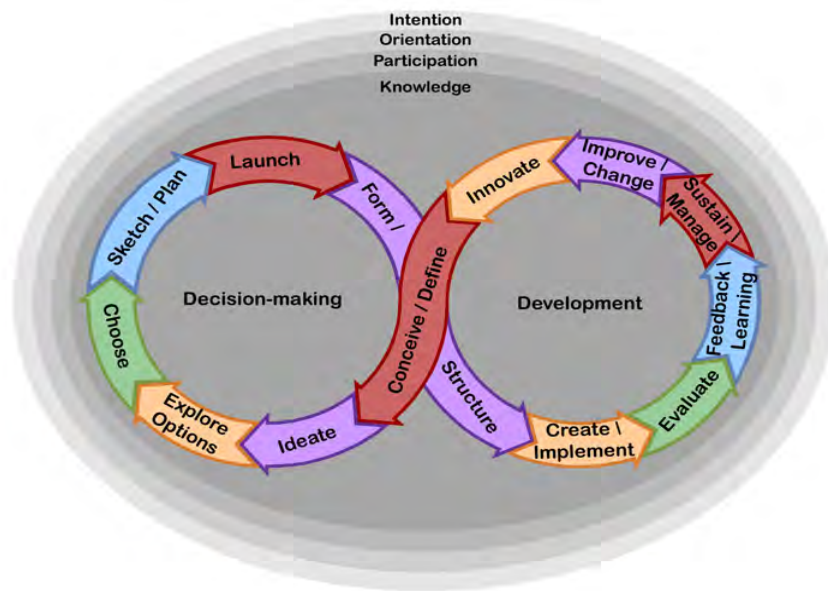 Intention
Orientation
Participation
Knowledge
Launch
Form /
Structure
Sketch / Plan
Choose
Explore
Options
Ideate
Conceive / Define
Decision-making
Innovate
Improve /
Change
Sustain \
Manage
Feedback \
Learning
Evaluate
Create \
Implement
Development